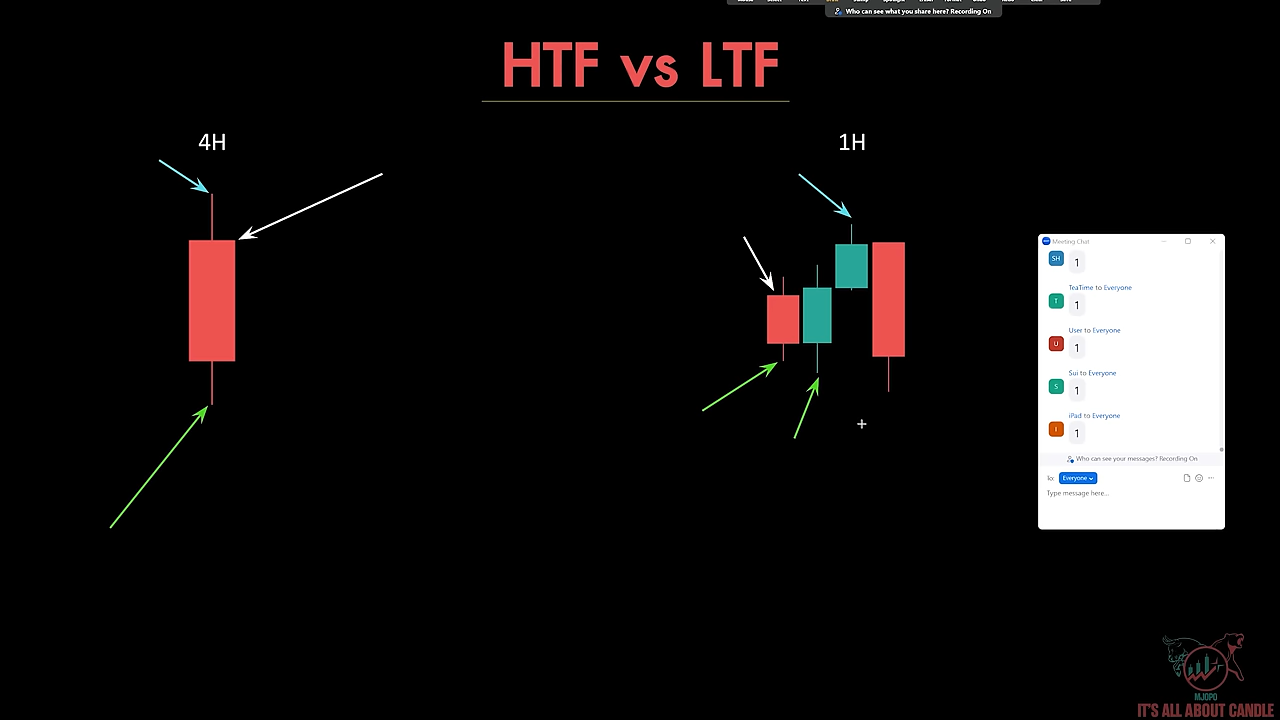 Who can see what you share here? Recording On
HTF vs LTF
4H
1H
Meeting Chat
SH
1
TeaTime to Everyone
T
1
User to Everyone
U
1
Sui to Everyone
S
1
iPad to Everyone
I
1
Who can see your messages? Recording On
To:
Everyone
Type message here...
MJOPO
IT'S ALL ABOUT CANDLE